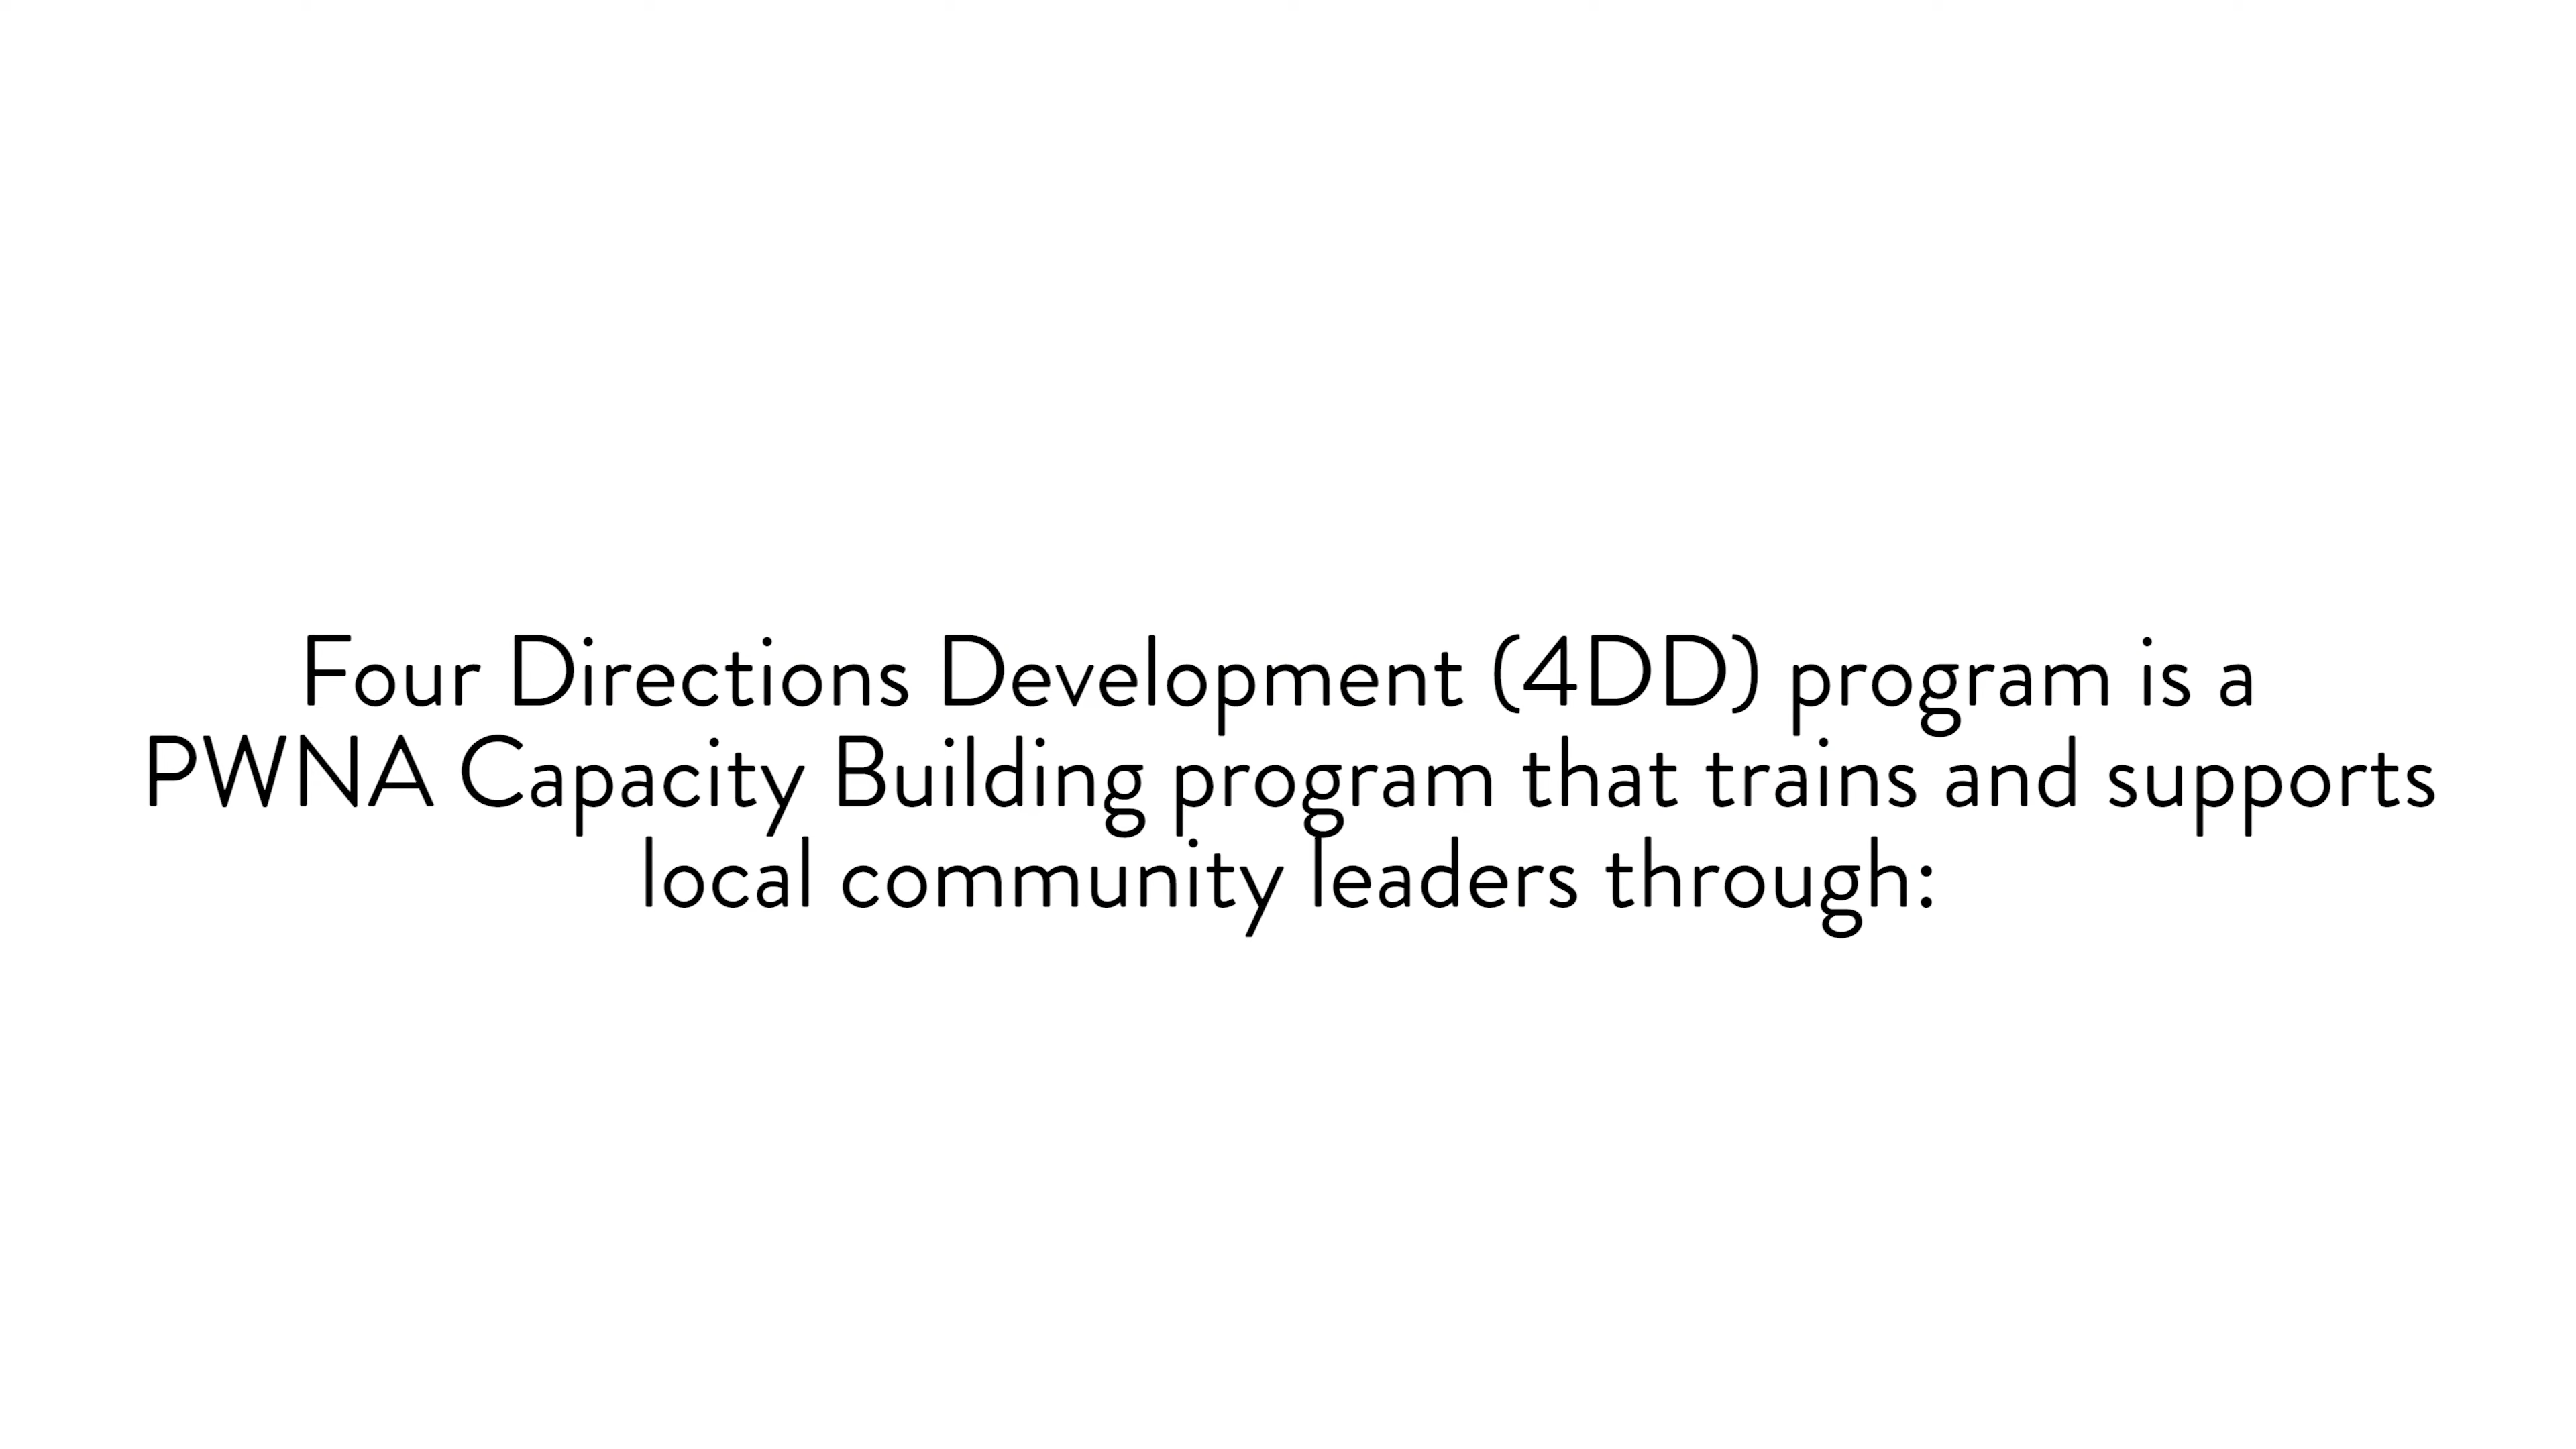 Four Directions Development (4DD) program is a
PWNA Capacity Building program that trains and supports
local community leaders through: